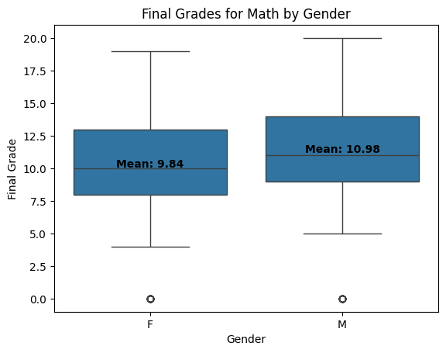 Final Grades for Math by Gender
20.0
17.5
15.0
12.5
10.0
7.5
5.0
2.5
0.0
Final Grade
Mean: 9.84
Mean: 10.98
F
M
Gender